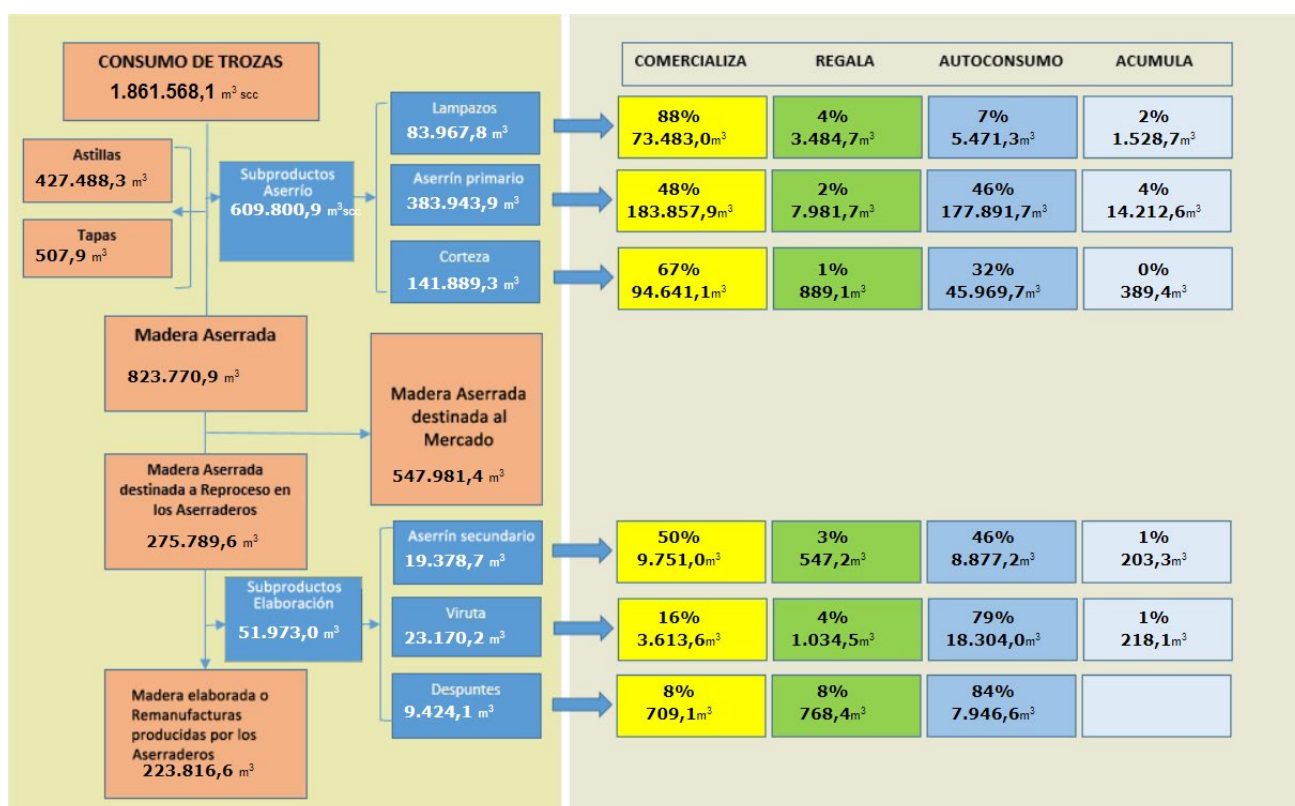 CONSUMO DE TROZAS
1.861.568,1 m³ scc
Astillas
427.488,3 m³
Tapas
507,9 m³
Subproductos
Aserrío
609.800,9 m³scc
Lampazos
83.967,8 m³
Aserrín primario
383.943,9 m³
Corteza
141.889,3 m³
Madera Aserrada
823.770,9 m³
Madera Aserrada
destinada al
Mercado
547.981,4 m³
Madera Aserrada
destinada a Reproceso en
los Aserraderos
275.789,6 m³
Subproductos
Elaboración
51.973,0 m³
Aserrín secundario
19.378,7 m³
Viruta
23.170,2 m³
Despuntes
9.424,1 m³
Madera elaborada o
Remanufacturas
producidas por los
Aserraderos
223.816,6 m³
COMERCIALIZA REGALA AUTOCONSUMO ACUMULA
88% 4% 7% 2%
73.483,0m³ 3.484,7m³ 5.471,3m³ 1.528,7m³
48% 2% 46% 4%
183.857,9m³ 7.981,7m³ 177.891,7m³ 14.212,6m³
67% 1% 32% 0%
94.641,1m³ 889,1m³ 45.969,7m³ 389,4m³
50% 3% 46% 1%
9.751,0m³ 547,2m³ 8.877,2m³ 203,3m³
16% 4% 79% 1%
3.613,6m³ 1.034,5m³ 18.304,0m³ 218,1m³
8% 8% 84%
709,1m³ 768,4m³ 7.946,6m³